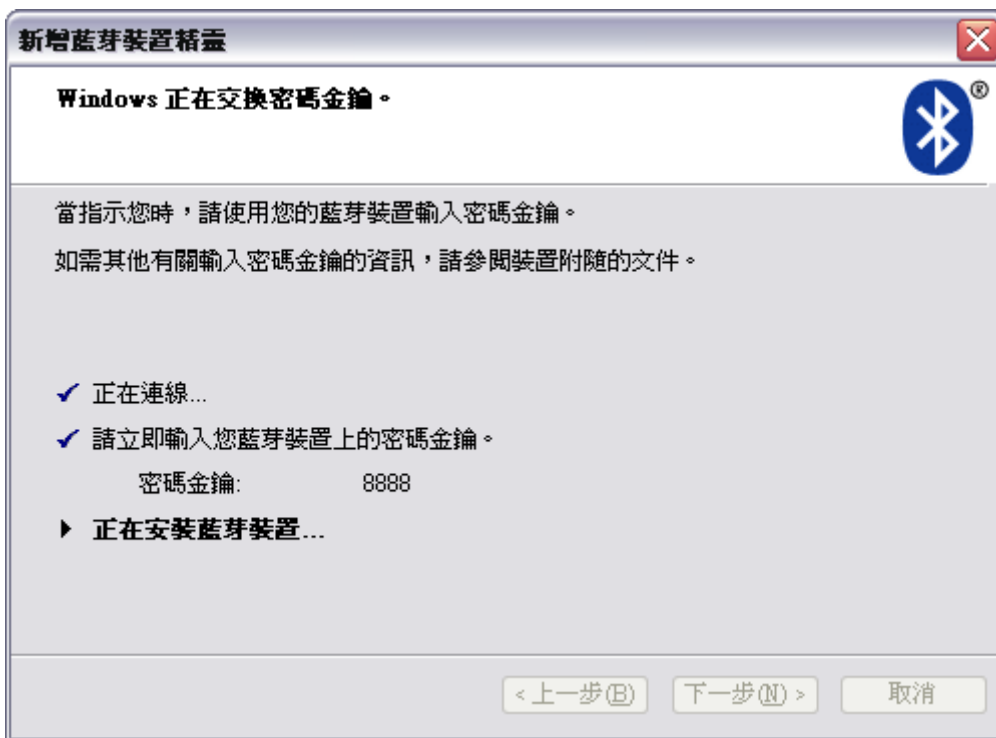 新增藍芽裝置精靈
Windows 正在交換密碼金鑰。
®
當指示您時，請使用您的藍芽裝置輸入密碼金鑰。
如需其他有關輸入密碼金鑰的資訊，請參閱裝置附隨的文件。
正在連線...
請立即輸入您藍芽裝置上的密碼金鑰。
密碼金鑰: 8888
正在安裝藍芽裝置...
<上一步(B) 下一步(N)> 取消